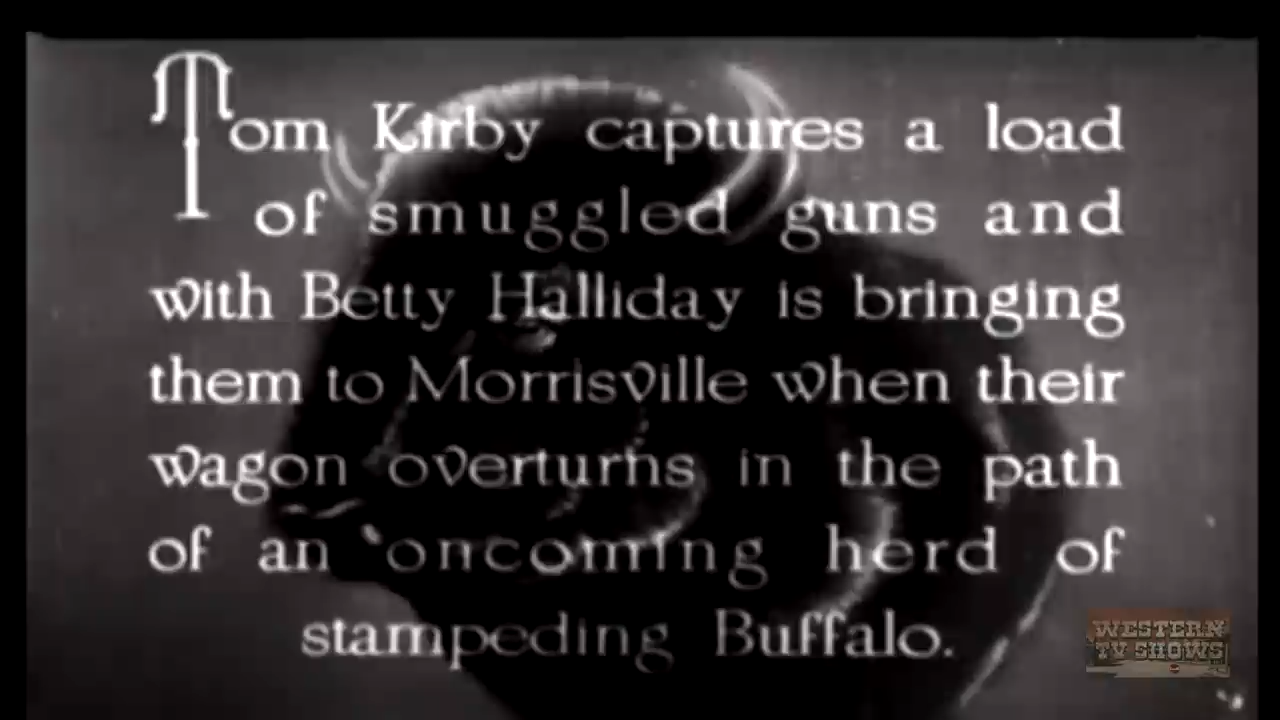 Tom Kirby captures a load
of smuggled guns and
with Betty Halliday is bringing
them to Morrisville when their
wagon overturns in the path
of an oncoming herd of
stampeding Buffalo.
WESTERN
TV SHOWS